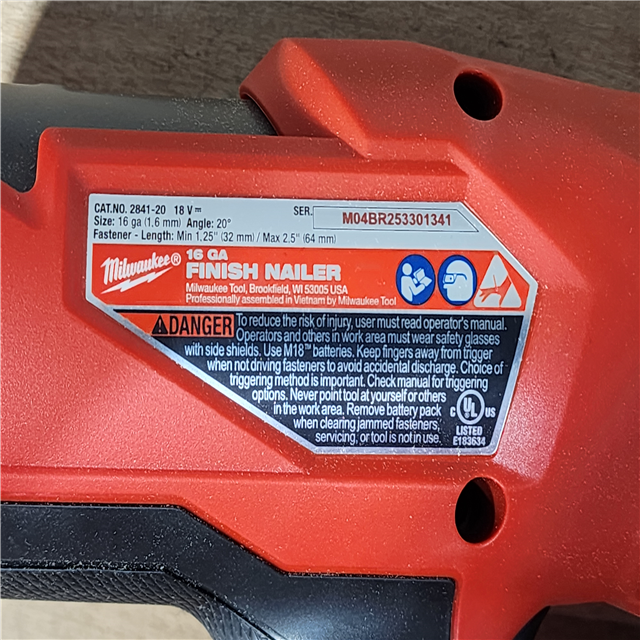 CAT.NO. 2841-20 18 V
SER. M04BR253301341
Size: 16 ga (1.6 mm) Angle: 20°
Fastener - Length: Min 1.25" (32 mm) / Max 2.5" (64 mm)
Milwaukee®
16 GA
FINISH NAILER
Milwaukee Tool, Brookfield, WI 53005 USA
Professionally assembled in Vietnam by Milwaukee Tool
DANGER To reduce the risk of injury, user must read operator's manual.
Operators and others in work area must wear safety glasses
with side shields. Use M18™ batteries. Keep fingers away from trigger
when not driving fasteners to avoid accidental discharge. Choice of
triggering method is important. Check manual for triggering
options. Never point tool at yourself or others
in the work area. Remove battery pack
when clearing jammed fasteners,
servicing, or tool is not in use.
C UL US
LISTED
E183634